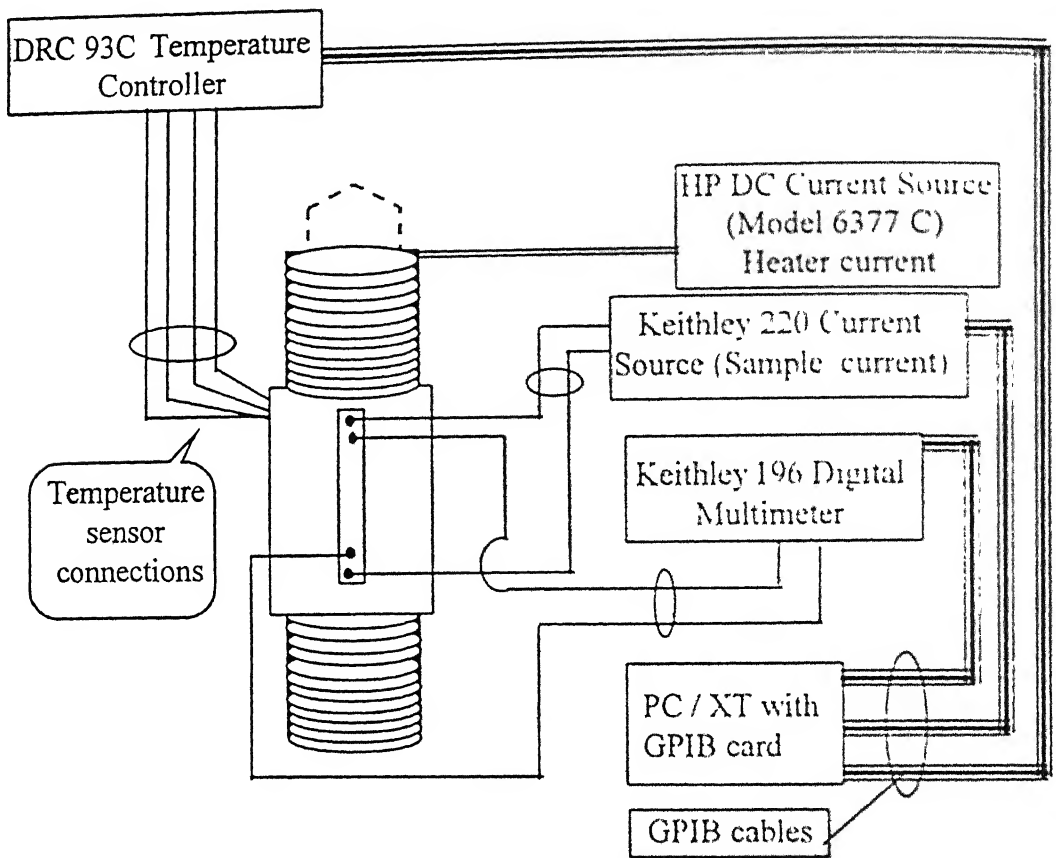 DRC 93C Temperature
Controller
HP DC Current Source
(Model 6377 C)
Heater current
Keithley 220 Current
Source (Sample current)
Keithley 196 Digital
Multimeter
Temperature
sensor
connections
PC / XT with
GPIB card
GPIB cables